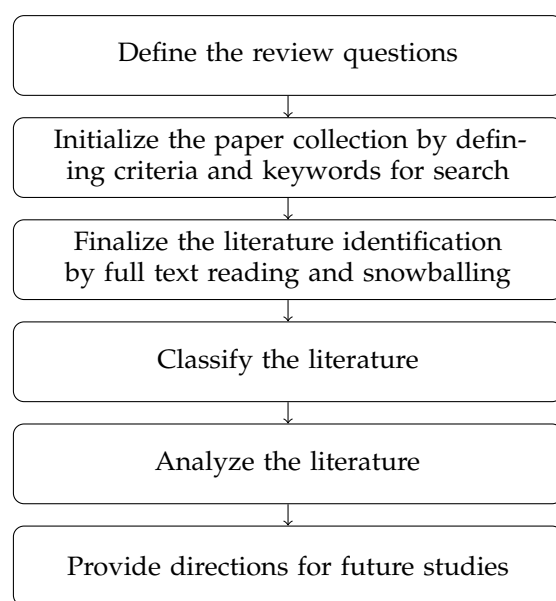 Define the review questions
Initialize the paper collection by defin-
ing criteria and keywords for search
Finalize the literature identification
by full text reading and snowballing
Classify the literature
Analyze the literature
Provide directions for future studies